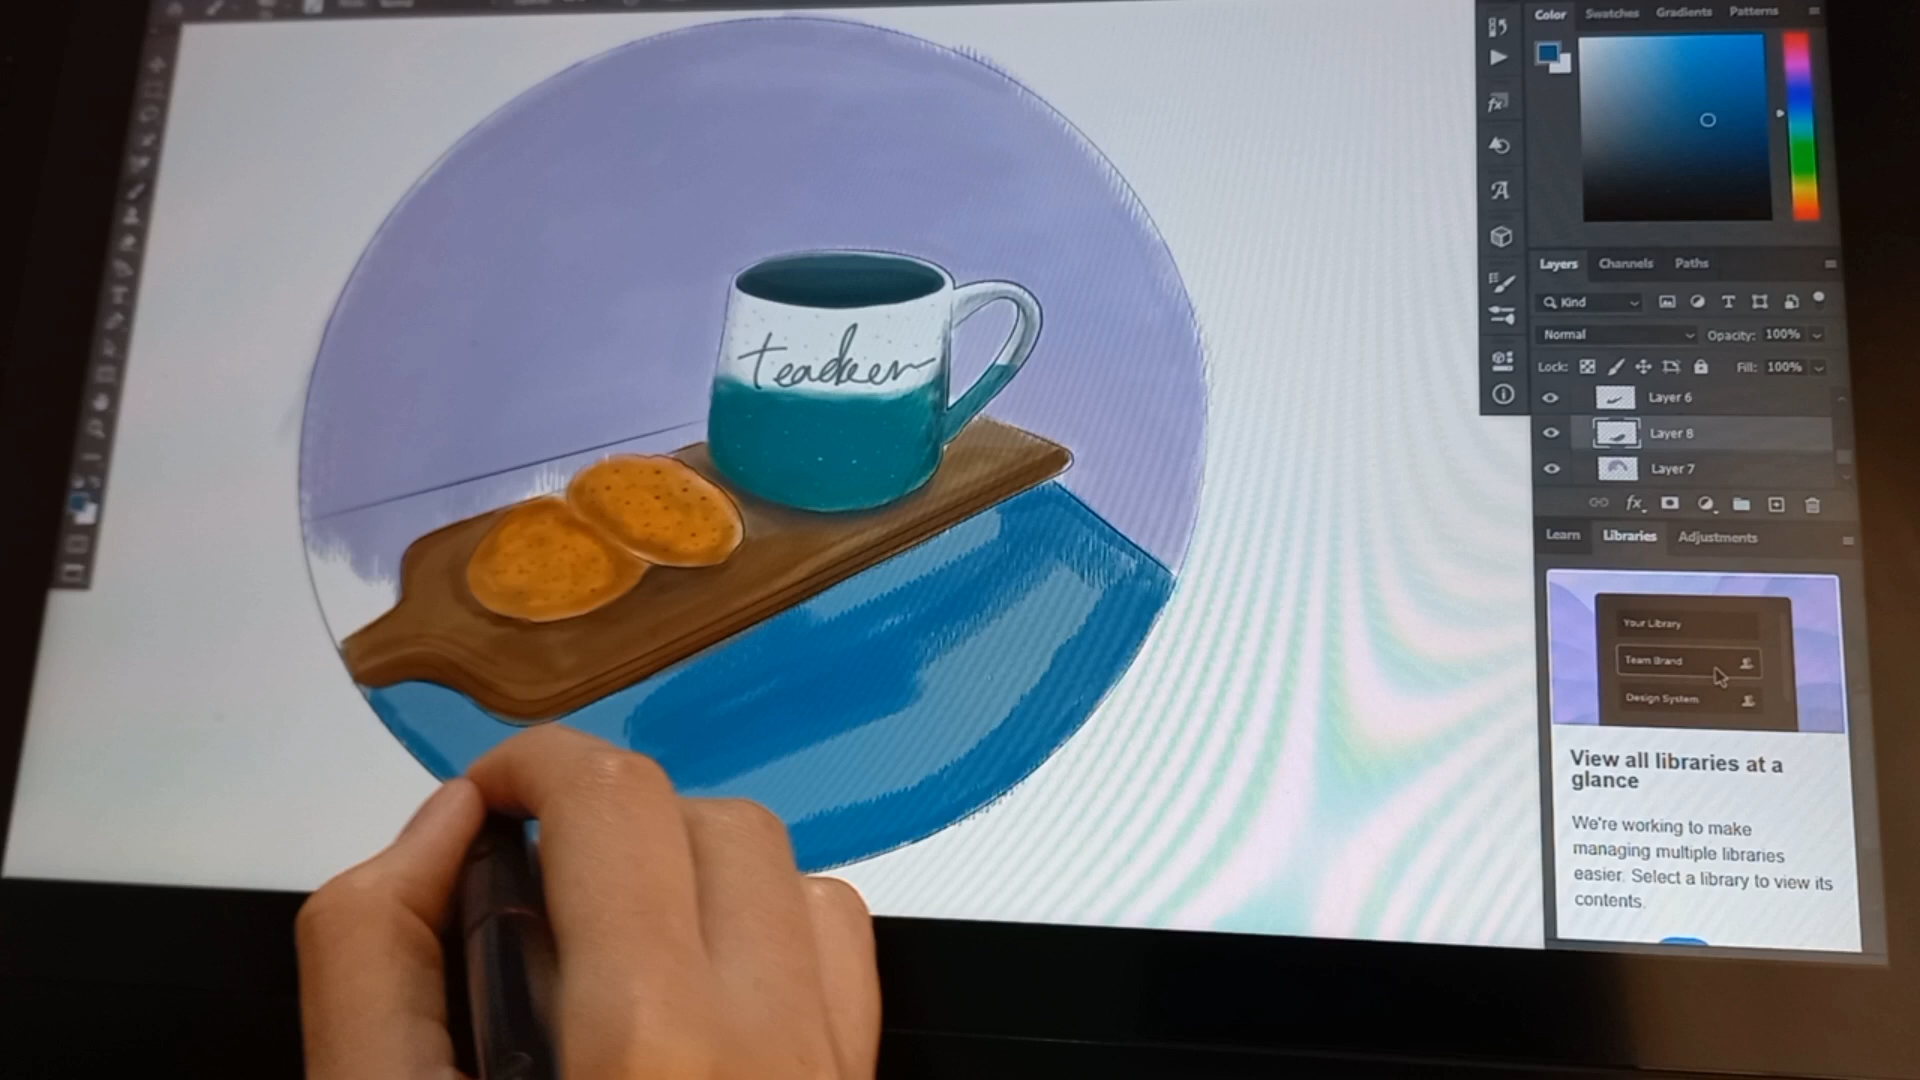 Color Swatches Gradients Patterns
teadeer
Layers Channels Paths
Kind
Normal Opacity: 100%
Lock: Fill: 100%
Layer 6
Layer 8
Layer 7
fx
Learn Libraries Adjustments
Your Library
Team Brand
Design System
View all libraries at a
glance
We're working to make
managing multiple libraries
easier. Select a library to view its
contents.